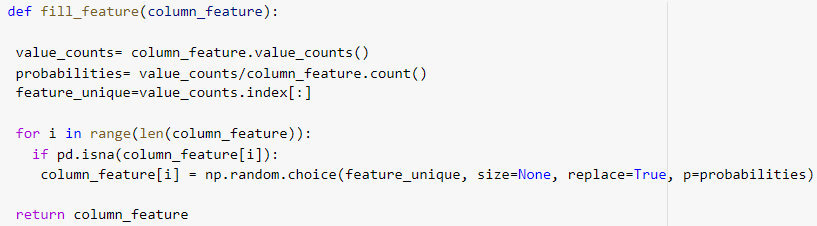 def fill_feature(column_feature):
value_counts= column_feature.value_counts()
probabilities= value_counts/column_feature.count()
feature_unique=value_counts.index[:]
for i in range(len(column_feature)):
if pd.isna(column_feature[i]):
column_feature[i] = np.random.choice(feature_unique, size=None, replace=True, p=probabilities)
return column_feature